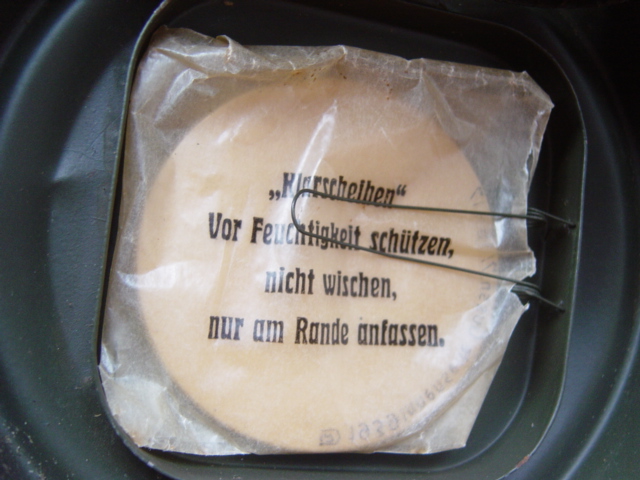 „Klarscheiben“
Vor Feuchtigkeit schützen,
nicht wischen,
nur am Rande anfassen.